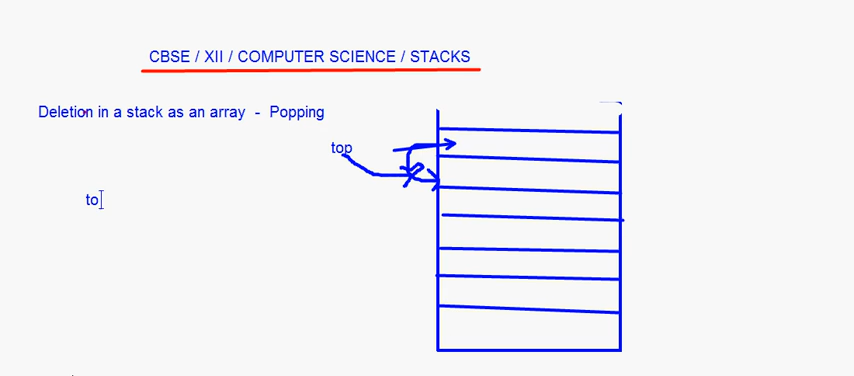 CBSE / XII / COMPUTER SCIENCE / STACKS
Deletion in a stack as an array - Popping
top
to